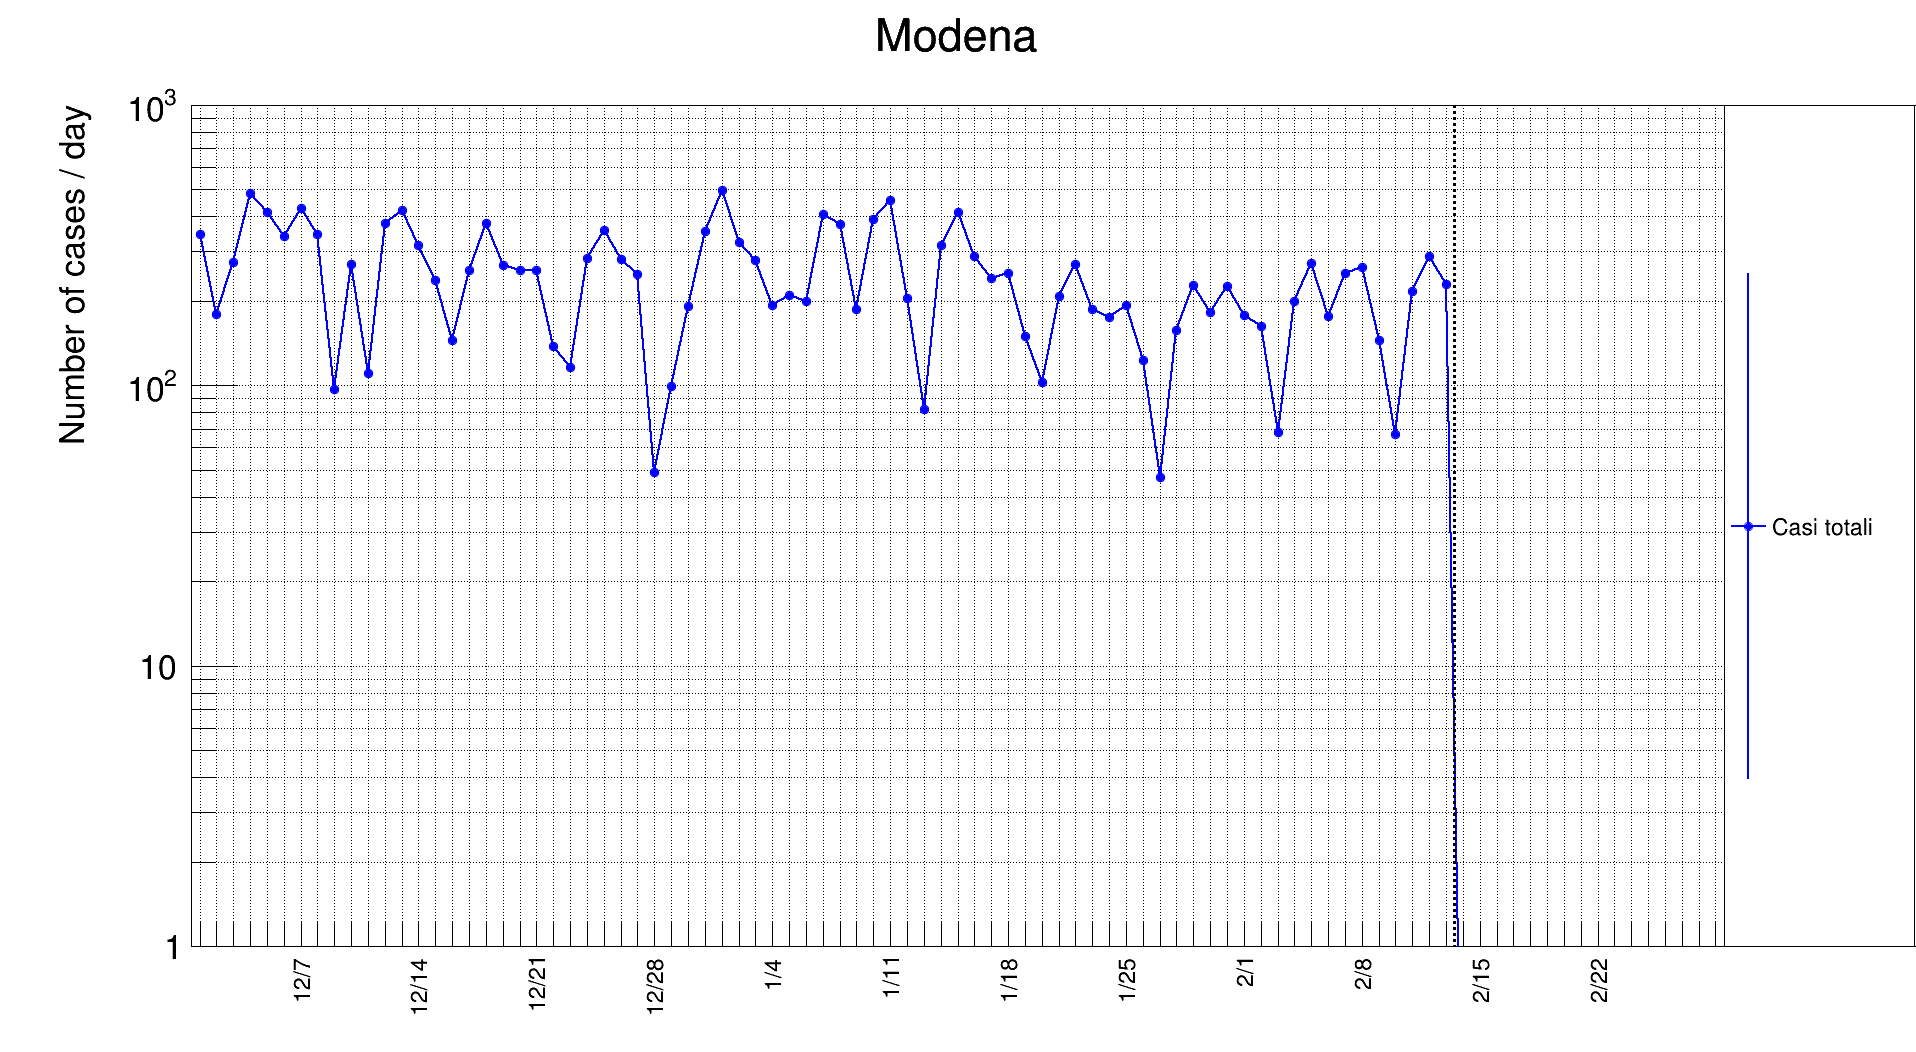 Modena
Number of cases / day
10³
10²
10
1
12/7 12/14 12/21 12/28 1/4 1/11 1/18 1/25 2/1 2/8 2/15 2/22
Casi totali